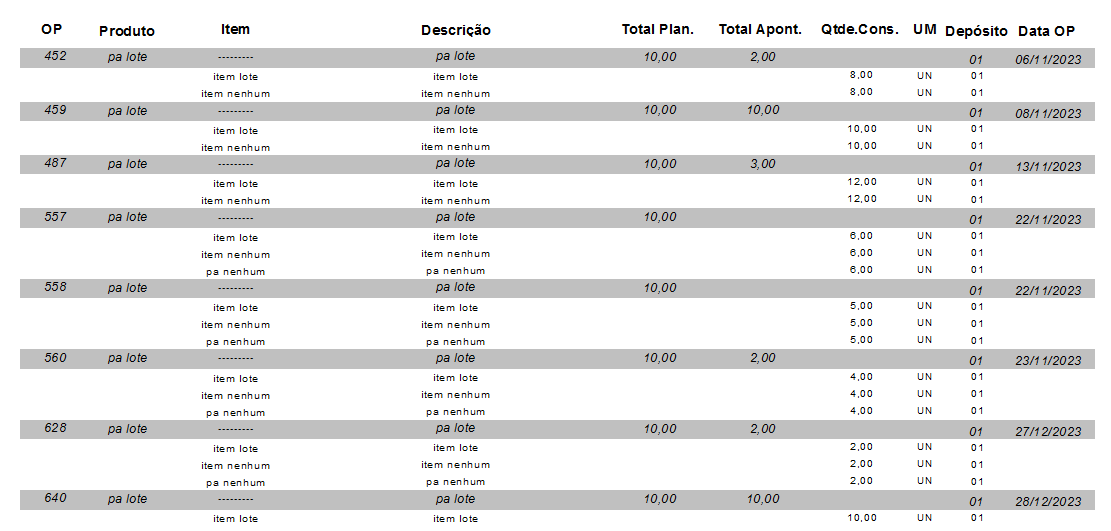 OP Produto Item Descrição Total Plan. Total Apont. Qtde.Cons. UM Depósito Data OP
452 pa lote --------- pa lote 10,00 2,00 01 06/11/2023
item lote item lote 8,00 UN 01
item nenhum item nenhum 8,00 UN 01
459 pa lote --------- pa lote 10,00 10,00 01 08/11/2023
item lote item lote 10,00 UN 01
item nenhum item nenhum 10,00 UN 01
487 pa lote --------- pa lote 10,00 3,00 01 13/11/2023
item lote item lote 12,00 UN 01
item nenhum item nenhum 12,00 UN 01
557 pa lote --------- pa lote 10,00 01 22/11/2023
item lote item lote 6,00 UN 01
item nenhum item nenhum 6,00 UN 01
pa nenhum pa nenhum 6,00 UN 01
558 pa lote --------- pa lote 10,00 01 22/11/2023
item lote item lote 5,00 UN 01
item nenhum item nenhum 5,00 UN 01
pa nenhum pa nenhum 5,00 UN 01
560 pa lote --------- pa lote 10,00 2,00 01 23/11/2023
item lote item lote 4,00 UN 01
item nenhum item nenhum 4,00 UN 01
pa nenhum pa nenhum 4,00 UN 01
628 pa lote --------- pa lote 10,00 2,00 01 27/12/2023
item lote item lote 2,00 UN 01
item nenhum item nenhum 2,00 UN 01
pa nenhum pa nenhum 2,00 UN 01
640 pa lote --------- pa lote 10,00 10,00 01 28/12/2023
item lote item lote 10,00 UN 01